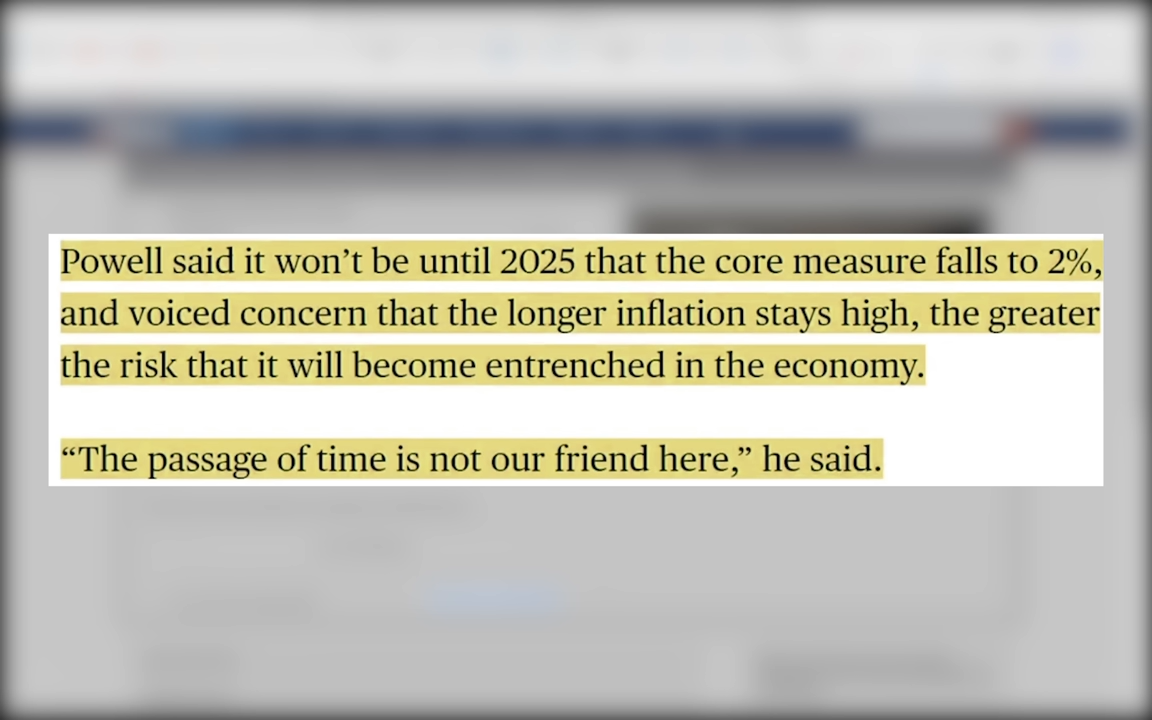 Powell said it won’t be until 2025 that the core measure falls to 2%,
and voiced concern that the longer inflation stays high, the greater
the risk that it will become entrenched in the economy.
“The passage of time is not our friend here,” he said.